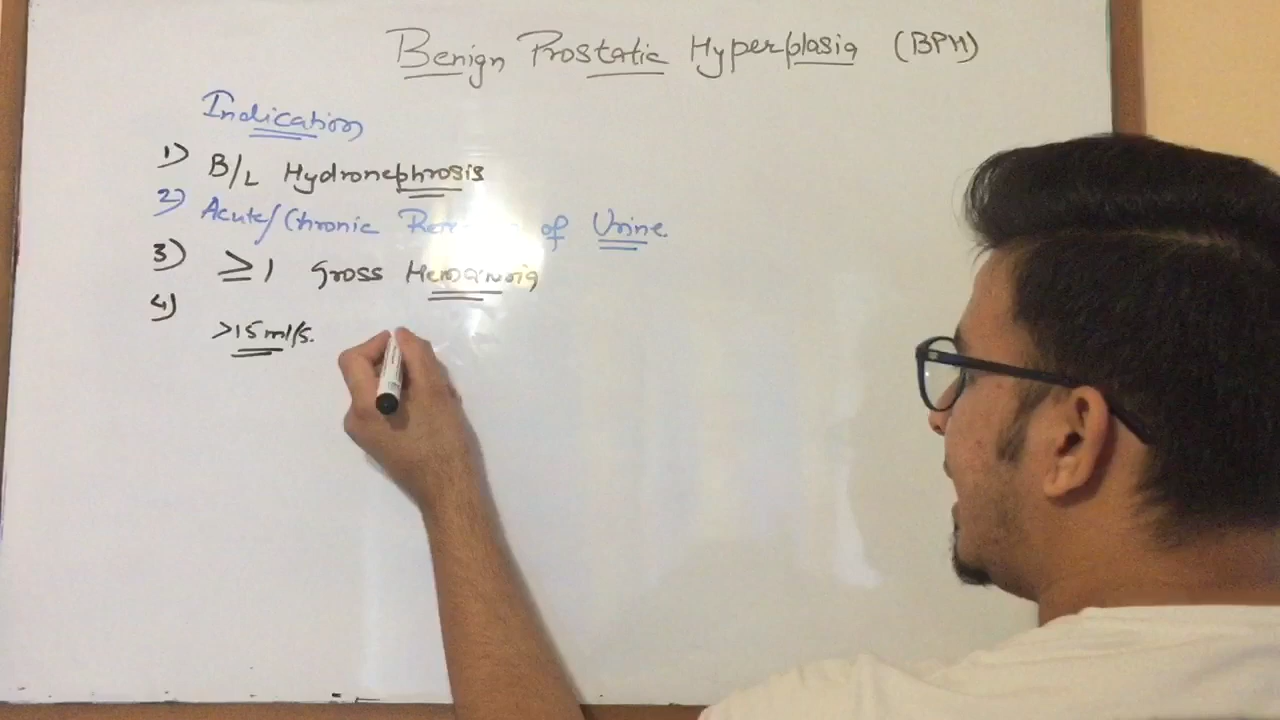 Benign Prostatic Hyperplasia (BPH)
Indication
1) B/L Hydronephrosis
2) Acute/Chronic of Urine
3) ≥1 Gross
4)
>15ml/s.